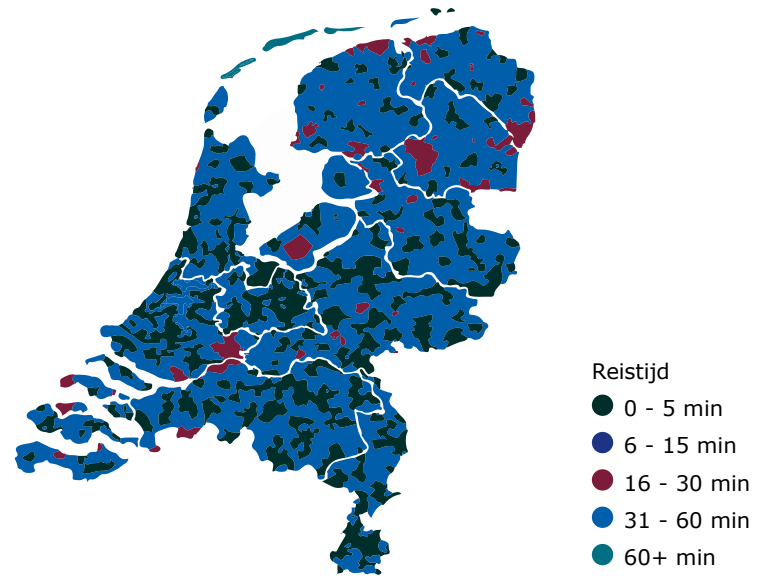 Reistijd
0 - 5 min
6 - 15 min
16 - 30 min
31 - 60 min
60+ min